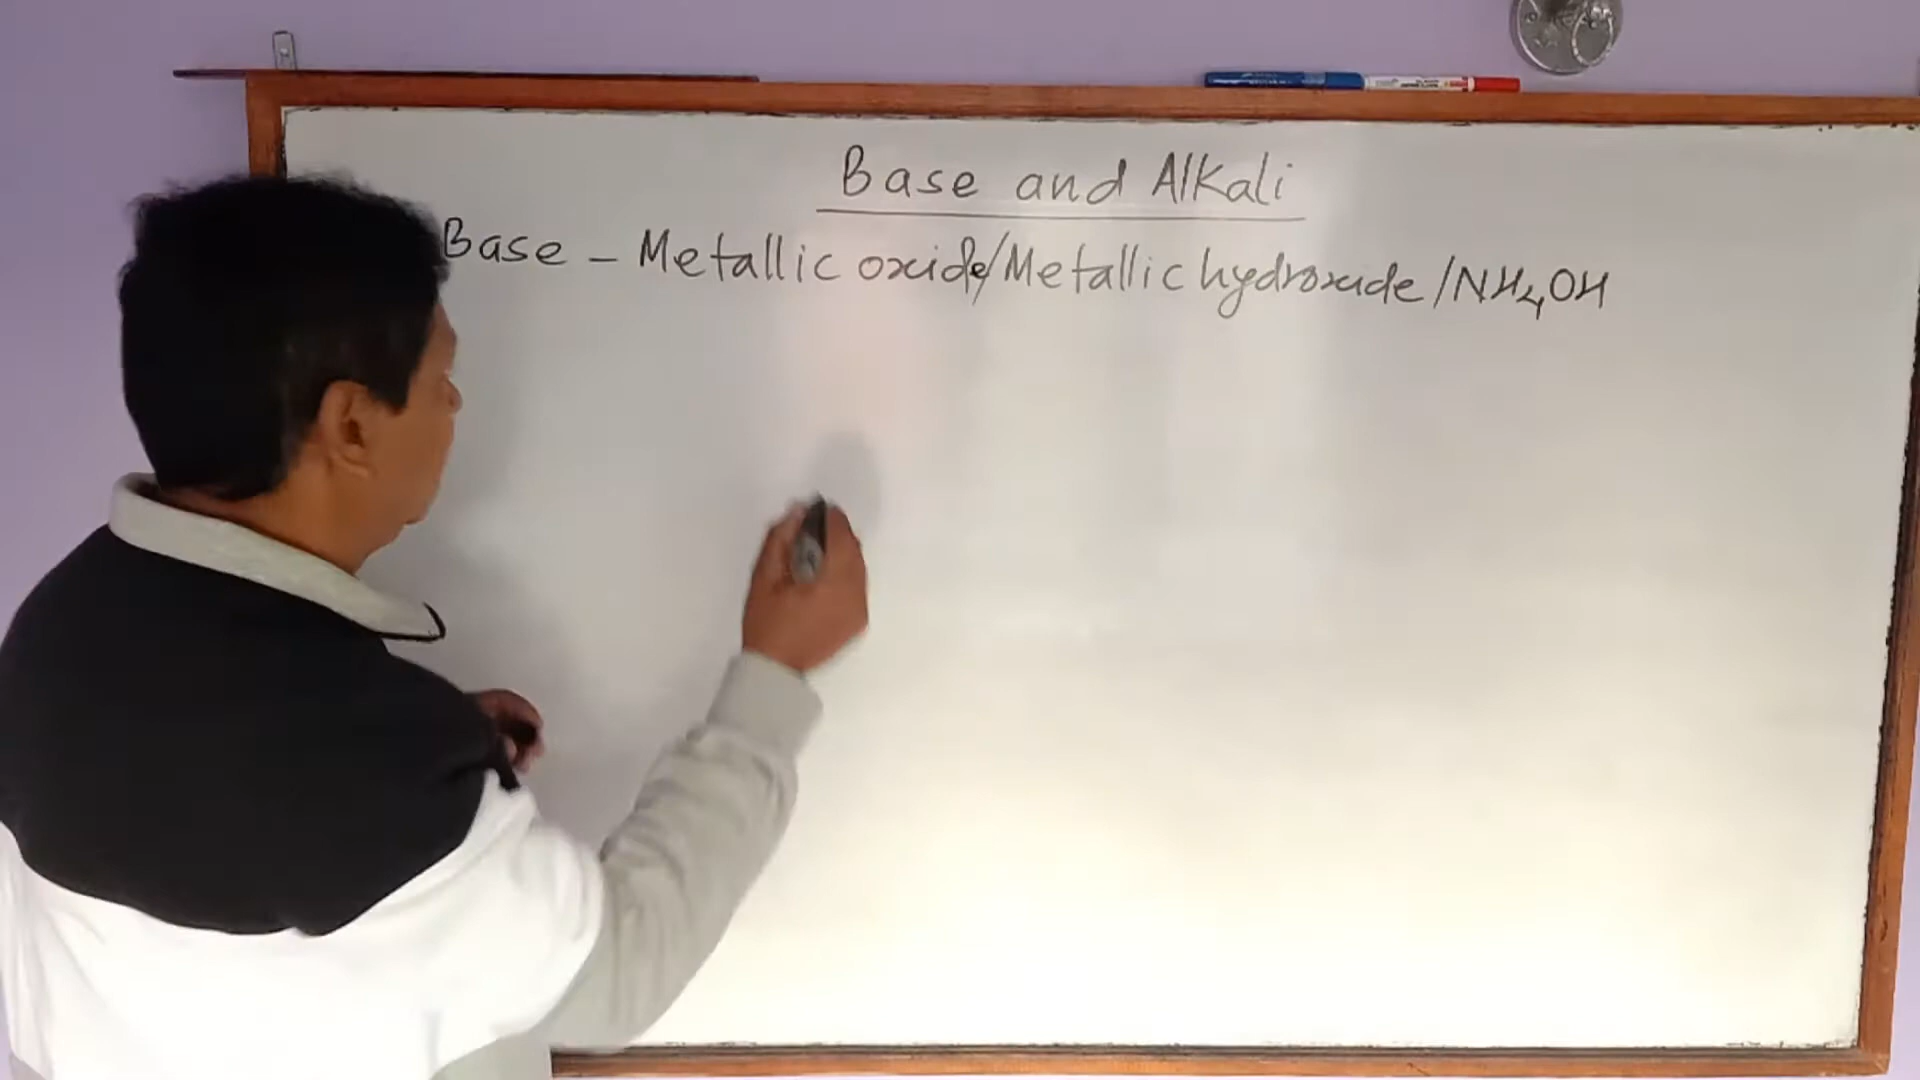 Base and Alkali
Base - Metallic oxide/Metallic hydroxide/NH4OH